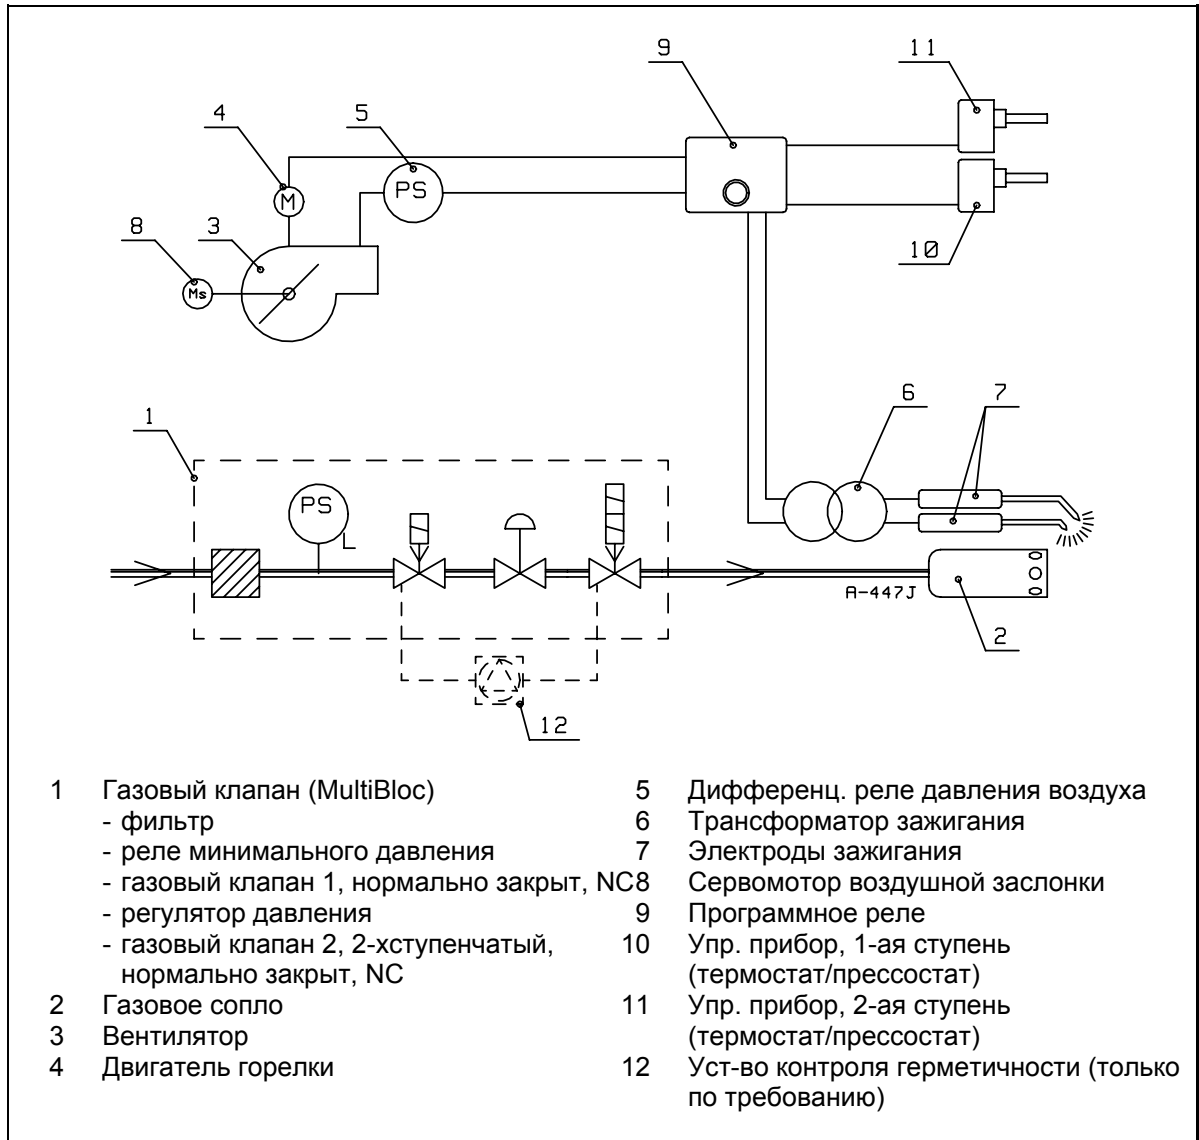 9
11
4
5
PS
M
8
3
10
Ms
6
7
1
PS
A-447J
2
12
1 Газовый клапан (MultiBloc)
- фильтр
- реле минимального давления
- газовый клапан 1, нормально закрыт, NC
- регулятор давления
- газовый клапан 2, 2-хступенчатый,
нормально закрыт, NC
2 Газовое сопло
3 Вентилятор
4 Двигатель горелки
5 Дифференц. реле давления воздуха
6 Трансформатор зажигания
7 Электроды зажигания
8 Сервомотор воздушной заслонки
9 Программное реле
10 Упр. прибор, 1-ая ступень
(термостат/прессостат)
11 Упр. прибор, 2-ая ступень
(термостат/прессостат)
12 Уст-во контроля герметичности (только
по требованию)